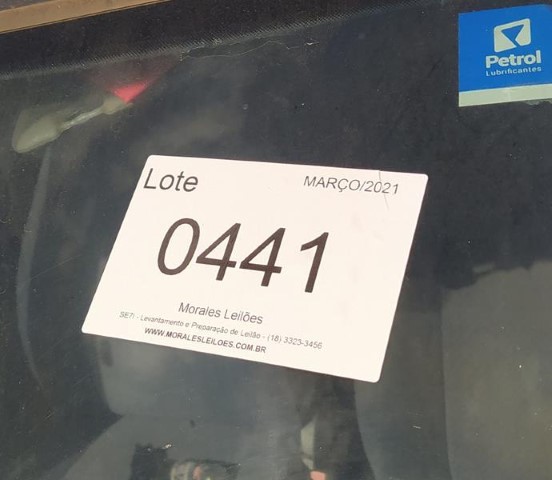 Petrol
Lubrificantes
Lote
MARÇO/2021
0441
Morales Leilões
SETI - Levantamento e Preparação de Leilão - (18) 3323-3456
WWW.MORALESLEILOES.COM.BR